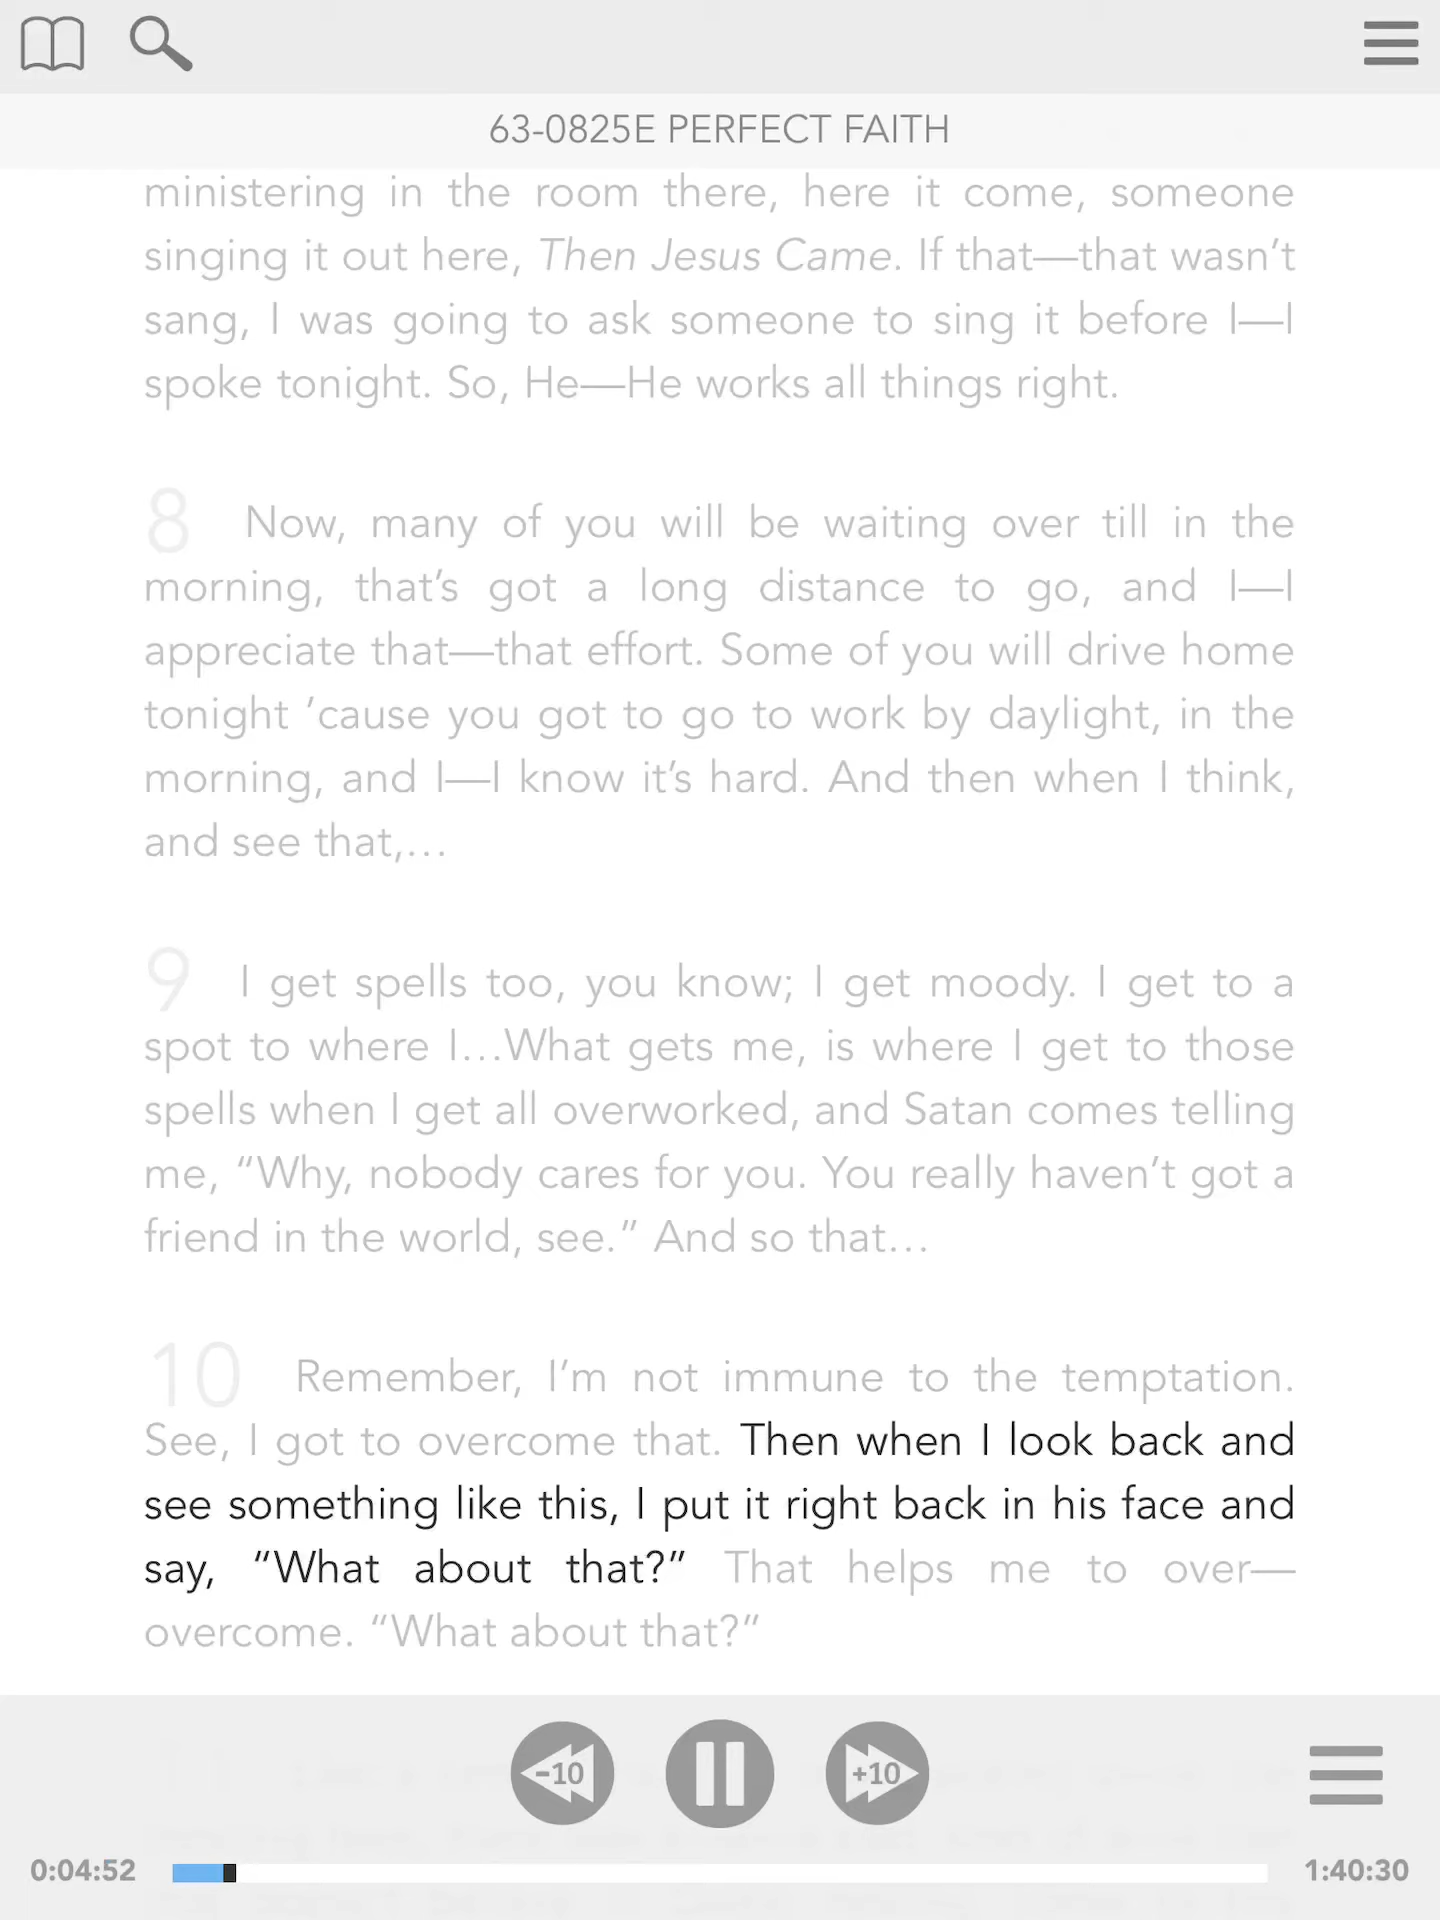 63-0825E PERFECT FAITH
ministering in the room there, here it come, someone
singing it out here, Then Jesus Came. If that—that wasn’t
sang, I was going to ask someone to sing it before I—I
spoke tonight. So, He—He works all things right.
8 Now, many of you will be waiting over till in the
morning, that’s got a long distance to go, and I—I
appreciate that—that effort. Some of you will drive home
tonight ’cause you got to go to work by daylight, in the
morning, and I—I know it’s hard. And then when I think,
and see that,…
9 I get spells too, you know; I get moody. I get to a
spot to where I…What gets me, is where I get to those
spells when I get all overworked, and Satan comes telling
me, “Why, nobody cares for you. You really haven’t got a
friend in the world, see.” And so that…
10 Remember, I’m not immune to the temptation.
See, I got to overcome that. Then when I look back and
see something like this, I put it right back in his face and
say, “What about that?” That helps me to over—
overcome. “What about that?”
-10 +10
0:04:52 1:40:30